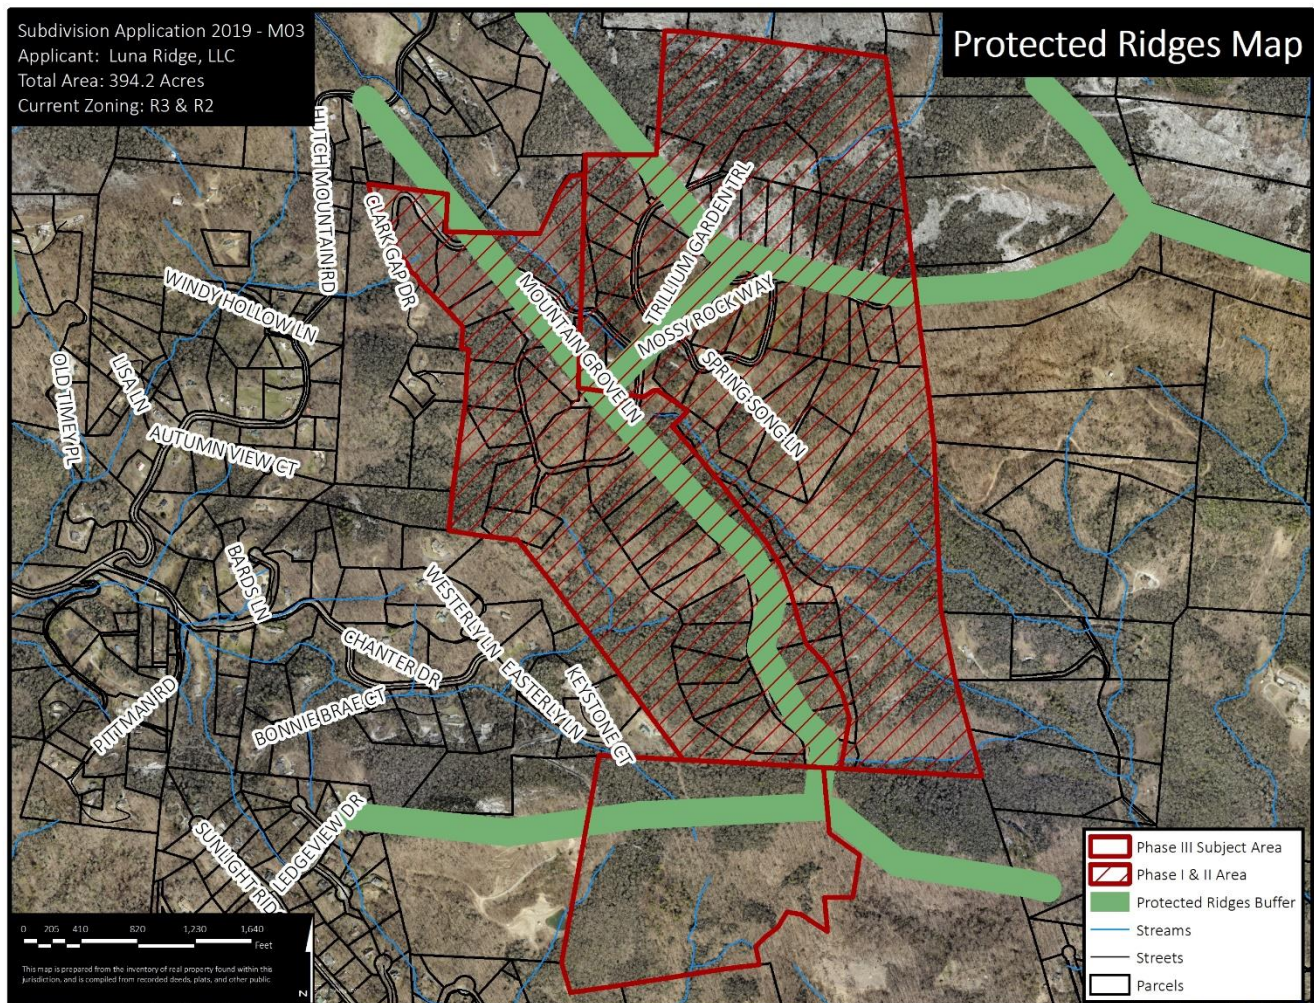 Subdivision Application 2019 - M03
Applicant: Luna Ridge, LLC
Total Area: 394.2 Acres
Current Zoning: R3 & R2
Protected Ridges Map
HUTCH MOUNTAIN RD
CLARK GAP DR
TRILLIUM GARDEN TRL
WINDY HOLLOW LN
MOUNTAIN GROVE LN
MOSSY ROCK WAY
OLD TIMEY PL
LISA LN
SPRING SONG LN
AUTUMN VIEW CT
BARDS LN
WESTERLY LN
CHANTER DR
EASTERLY LN
KEYSTONE CT
PITTMAN RD
BONNIE BRAE CT
LEDGEVIEW DR
SUNLIGHT RIDG
Phase III Subject Area
Phase I & II Area
Protected Ridges Buffer
Streams
Streets
Parcels
0 205 410 820 1,230 1,640
Feet
This map is prepared from the inventory of real property found within this
jurisdiction, and is compiled from recorded deeds, plats, and other public
N